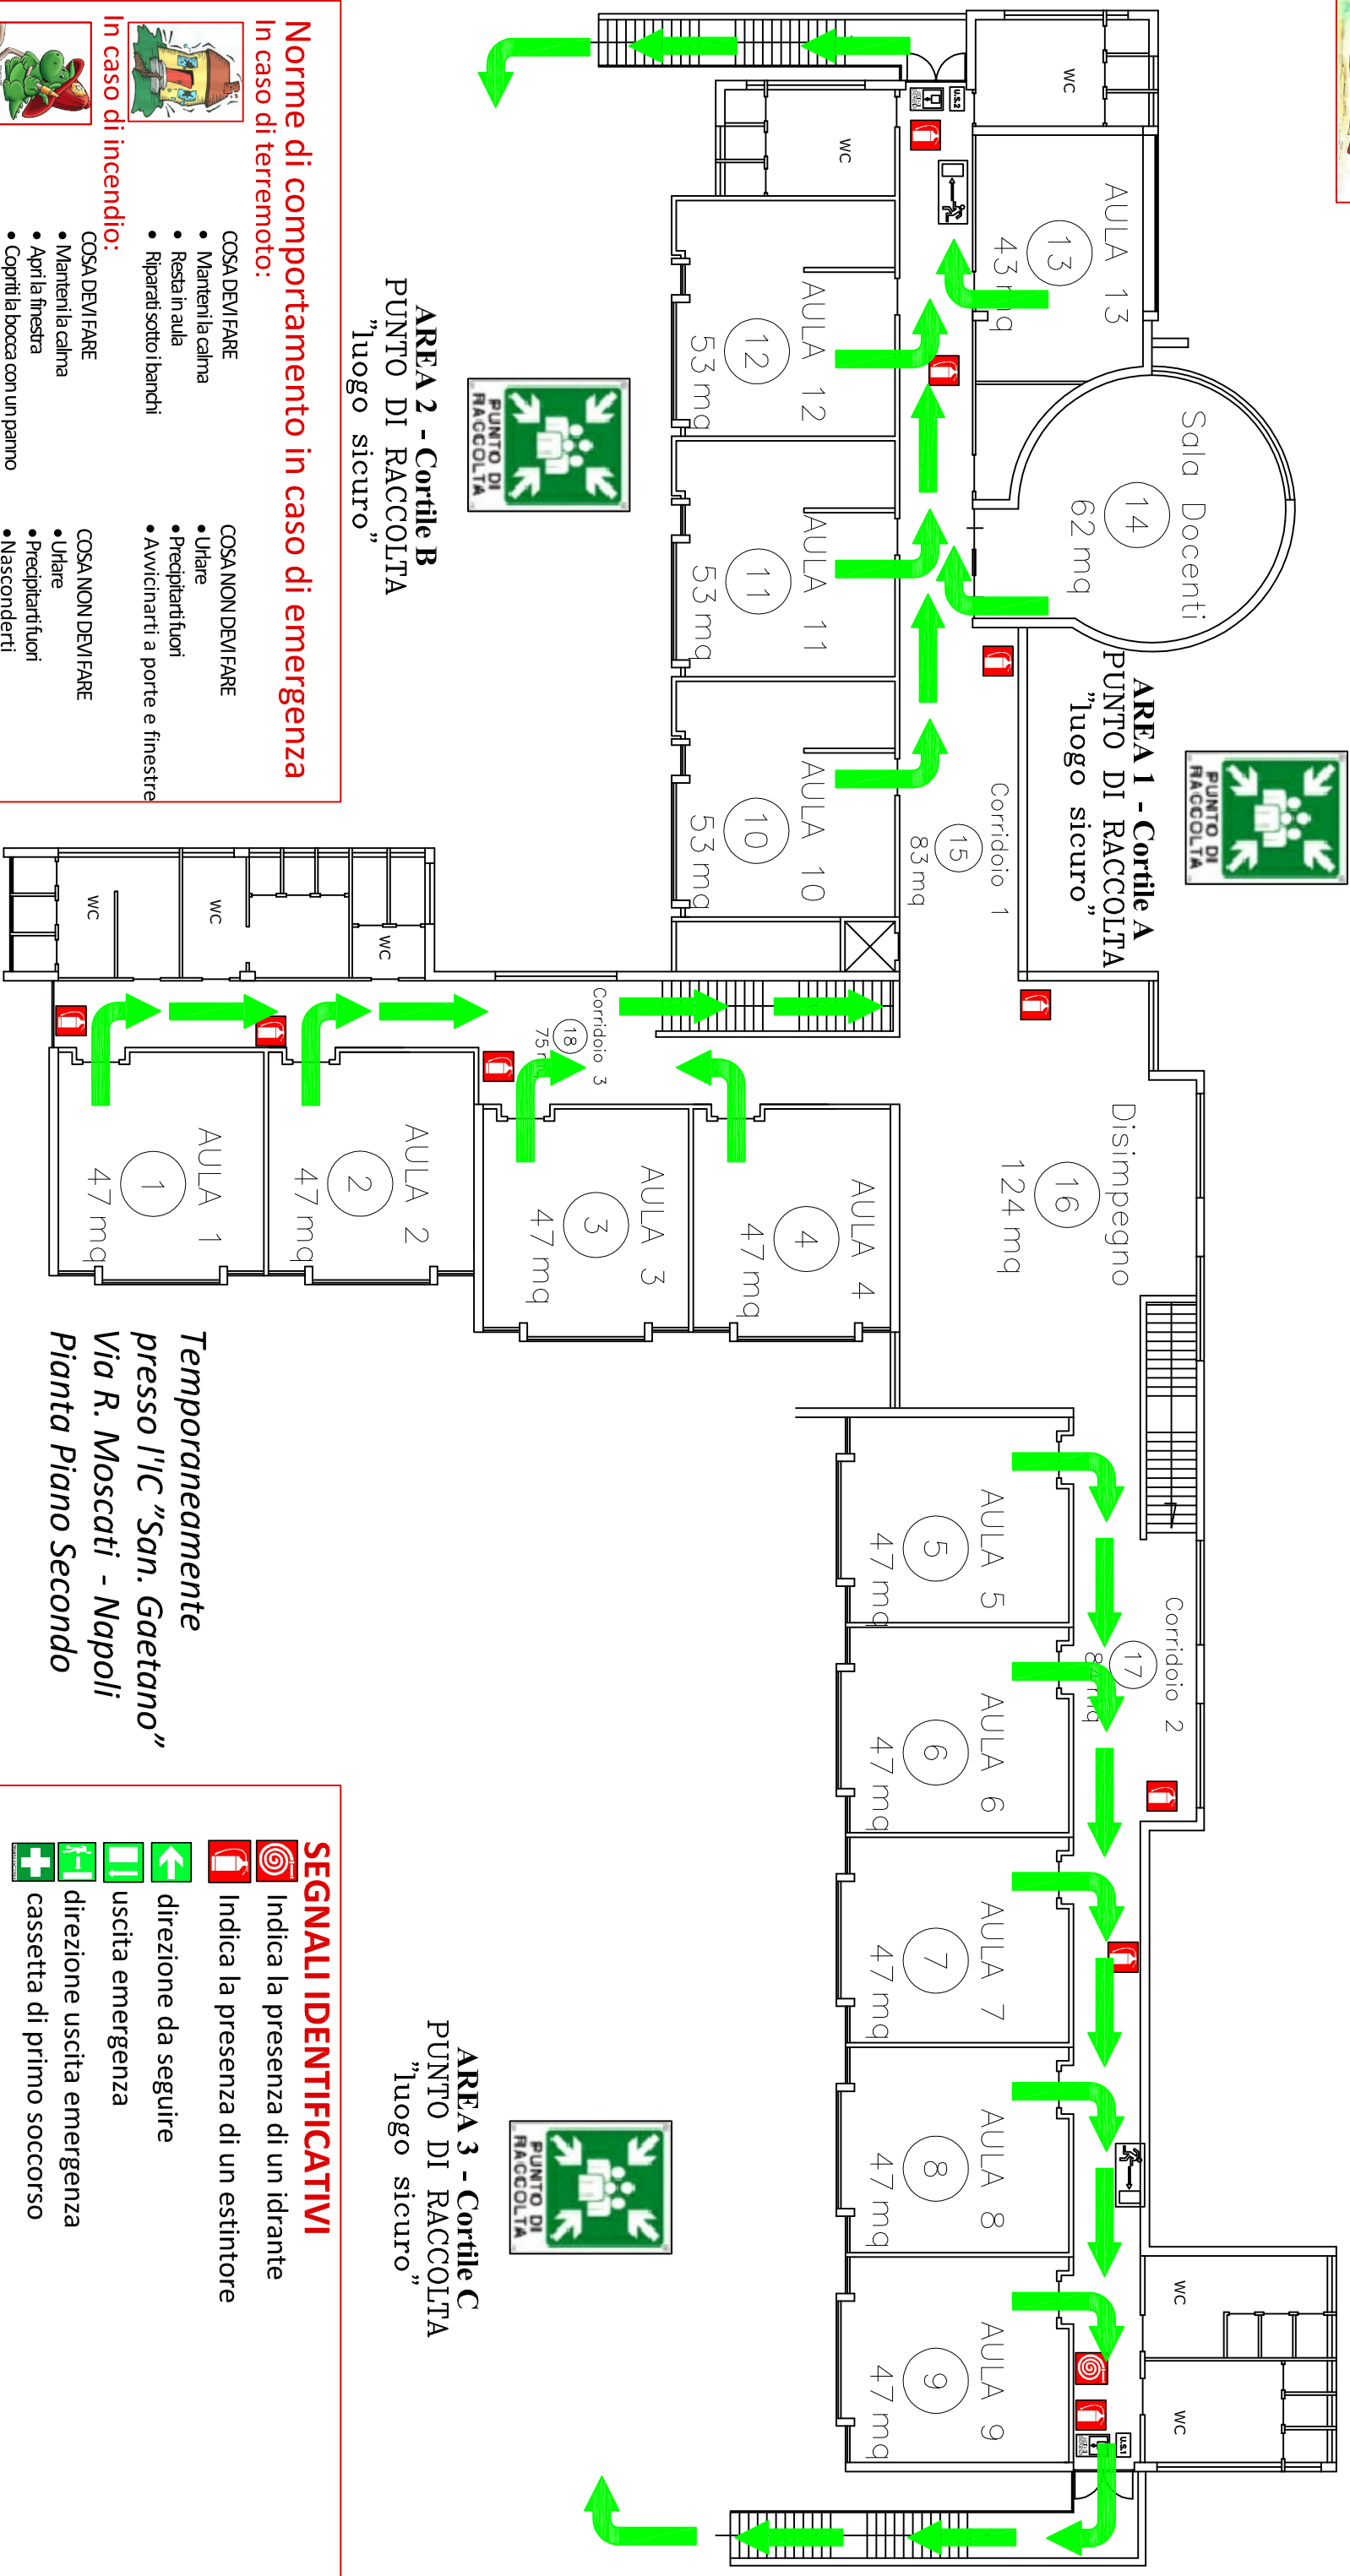 WC
AULA 13
13
43 mq
U.S.2
WC
AULA 12
12
53 mq
AULA 11
11
53 mq
AULA 10
10
53 mq
Sala Docenti
14
62 mq
Corridoio 1
15
83 mq
PUNTO DI
RACCOLTA
AREA 1 - Cortile A
PUNTO DI RACCOLTA
"luogo sicuro"
PUNTO DI
RACCOLTA
AREA 2 - Cortile B
PUNTO DI RACCOLTA
"luogo sicuro"
Disimpegno
16
124 mq
WC
WC
WC
Corridoio 3
18
75
AULA 1
1
47 mq
AULA 2
2
47 mq
AULA 3
3
47 mq
AULA 4
4
47 mq
AULA 5
5
47 mq
AULA 6
6
47 mq
AULA 7
7
47 mq
AULA 8
8
47 mq
AULA 9
9
47 mq
Corridoio 2
17
84 mq
WC
WC
U.S.1
PUNTO DI
RACCOLTA
AREA 3 - Cortile C
PUNTO DI RACCOLTA
"luogo sicuro"
Norme di comportamento in caso di emergenza
In caso di terremoto:
COSA DEVI FARE
• Mantieni la calma
• Resta in aula
• Riparati sotto i banchi
COSA NON DEVI FARE
• Urlare
• Precipitarti fuori
• Avvicinarti a porte e finestre
In caso di incendio:
COSA DEVI FARE
• Mantieni la calma
• Apri la finestra
• Copriti la bocca con un panno
COSA NON DEVI FARE
• Urlare
• Precipitarti fuori
• Nasconderti
Temporaneamente
presso l'IC "San. Gaetano"
Via R. Moscati - Napoli
Pianta Piano Secondo
SEGNALI IDENTIFICATIVI
Indica la presenza di un idrante
Indica la presenza di un estintore
direzione da seguire
uscita emergenza
direzione uscita emergenza
cassetta di primo soccorso